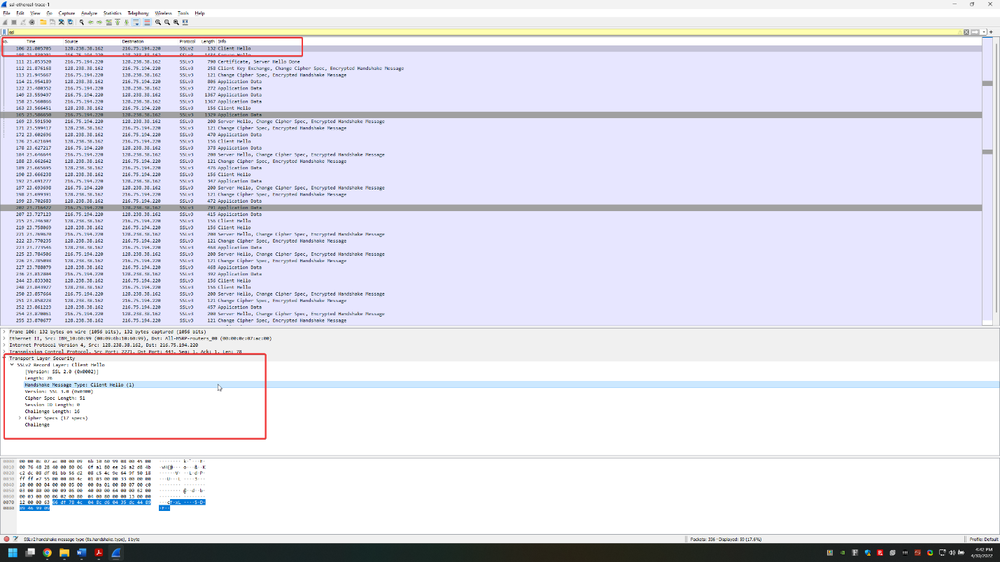 ssl-ethereal-trace-1
File Edit View Go Capture Analyze Statistics Telephony Wireless Tools Help
ssl
No. Time Source Destination Protocol Length Info
106 21.805705 128.238.38.162 216.75.194.220 SSLv2 132 Client Hello
108 21.830201 216.75.194.220 128.238.38.162 SSLv3 1434 Server Hello
111 21.853520 216.75.194.220 128.238.38.162 SSLv3 790 Certificate, Server Hello Done
112 21.876168 128.238.38.162 216.75.194.220 SSLv3 258 Client Key Exchange, Change Cipher Spec, Encrypted Handshake Message
113 21.945667 216.75.194.220 128.238.38.162 SSLv3 121 Change Cipher Spec, Encrypted Handshake Message
114 21.954189 128.238.38.162 216.75.194.220 SSLv3 806 Application Data
122 23.480352 216.75.194.220 128.238.38.162 SSLv3 272 Application Data
149 23.559497 216.75.194.220 128.238.38.162 SSLv3 1367 Application Data
158 23.560866 216.75.194.220 128.238.38.162 SSLv3 1367 Application Data
163 23.566451 128.238.38.162 216.75.194.220 SSLv3 156 Client Hello
165 23.586650 216.75.194.220 128.238.38.162 SSLv3 1329 Application Data
169 23.591590 216.75.194.220 128.238.38.162 SSLv3 200 Server Hello, Change Cipher Spec, Encrypted Handshake Message
171 23.599417 128.238.38.162 216.75.194.220 SSLv3 121 Change Cipher Spec, Encrypted Handshake Message
172 23.602696 128.238.38.162 216.75.194.220 SSLv3 470 Application Data
176 23.621694 128.238.38.162 216.75.194.220 SSLv3 156 Client Hello
178 23.627217 216.75.194.220 128.238.38.162 SSLv3 378 Application Data
184 23.646644 216.75.194.220 128.238.38.162 SSLv3 200 Server Hello, Change Cipher Spec, Encrypted Handshake Message
188 23.662642 128.238.38.162 216.75.194.220 SSLv3 121 Change Cipher Spec, Encrypted Handshake Message
189 23.665695 128.238.38.162 216.75.194.220 SSLv3 476 Application Data
190 23.666238 128.238.38.162 216.75.194.220 SSLv3 156 Client Hello
192 23.691277 216.75.194.220 128.238.38.162 SSLv3 347 Application Data
197 23.693698 216.75.194.220 128.238.38.162 SSLv3 200 Server Hello, Change Cipher Spec, Encrypted Handshake Message
198 23.699391 128.238.38.162 216.75.194.220 SSLv3 121 Change Cipher Spec, Encrypted Handshake Message
199 23.702683 128.238.38.162 216.75.194.220 SSLv3 472 Application Data
202 23.716422 216.75.194.220 128.238.38.162 SSLv3 791 Application Data
207 23.727123 216.75.194.220 128.238.38.162 SSLv3 415 Application Data
215 23.746307 128.238.38.162 216.75.194.220 SSLv3 156 Client Hello
219 23.758069 128.238.38.162 216.75.194.220 SSLv3 156 Client Hello
221 23.769670 216.75.194.220 128.238.38.162 SSLv3 200 Server Hello, Change Cipher Spec, Encrypted Handshake Message
222 23.770235 128.238.38.162 216.75.194.220 SSLv3 121 Change Cipher Spec, Encrypted Handshake Message
223 23.773546 128.238.38.162 216.75.194.220 SSLv3 468 Application Data
225 23.784506 216.75.194.220 128.238.38.162 SSLv3 200 Server Hello, Change Cipher Spec, Encrypted Handshake Message
226 23.785098 128.238.38.162 216.75.194.220 SSLv3 121 Change Cipher Spec, Encrypted Handshake Message
227 23.788079 128.238.38.162 216.75.194.220 SSLv3 468 Application Data
236 23.812804 216.75.194.220 128.238.38.162 SSLv3 392 Application Data
244 23.833302 128.238.38.162 216.75.194.220 SSLv3 156 Client Hello
248 23.843927 128.238.38.162 216.75.194.220 SSLv3 156 Client Hello
250 23.857664 216.75.194.220 128.238.38.162 SSLv3 200 Server Hello, Change Cipher Spec, Encrypted Handshake Message
251 23.858228 128.238.38.162 216.75.194.220 SSLv3 121 Change Cipher Spec, Encrypted Handshake Message
252 23.861223 128.238.38.162 216.75.194.220 SSLv3 457 Application Data
254 23.870061 216.75.194.220 128.238.38.162 SSLv3 200 Server Hello, Change Cipher Spec, Encrypted Handshake Message
255 23.870677 128.238.38.162 216.75.194.220 SSLv3 121 Change Cipher Spec, Encrypted Handshake Message
Frame 106: 132 bytes on wire (1056 bits), 132 bytes captured (1056 bits)
Ethernet II, Src: IBM_10:60:99 (00:09:6b:10:60:99), Dst: All-HSRP-routers_00 (00:00:0c:07:ac:00)
Internet Protocol Version 4, Src: 128.238.38.162, Dst: 216.75.194.220
Transmission Control Protocol, Src Port: 2271, Dst Port: 443, Seq: 1, Ack: 1, Len: 78
Transport Layer Security
SSLv2 Record Layer: Client Hello
[Version: SSL 2.0 (0x0002)]
Length: 76
Handshake Message Type: Client Hello (1)
Version: SSL 3.0 (0x0300)
Cipher Spec Length: 51
Session ID Length: 0
Challenge Length: 16
Cipher Specs (17 specs)
Challenge
0000 00 00 0c 07 ac 00 00 09 6b 10 60 99 08 00 45 00
0010 00 76 48 28 40 00 80 06 6f a1 80 ee 26 a2 d8 4b
0020 c2 dc 08 df 01 bb 56 d2 08 c5 4c 9e 64 9f 50 18
0030 ff ff e7 55 00 00 80 4c 01 03 00 00 33 00 00 00
0040 10 00 00 04 00 00 05 00 00 0a 01 00 80 07 00 c0
0050 03 00 80 00 00 09 06 00 40 00 00 64 00 00 62 00
0060 00 03 00 00 06 02 00 80 04 00 80 00 00 13 00 00
0070 12 00 00 63 66 df 78 4c 04 8c d6 04 35 dc 44 89
0080 89 46 99 09
SSLv2 handshake message type (tls.handshake.type), 1 byte
Packets: 336 · Displayed: 59 (17.6%)
Profile: Default
4:42 PM
4/30/2022